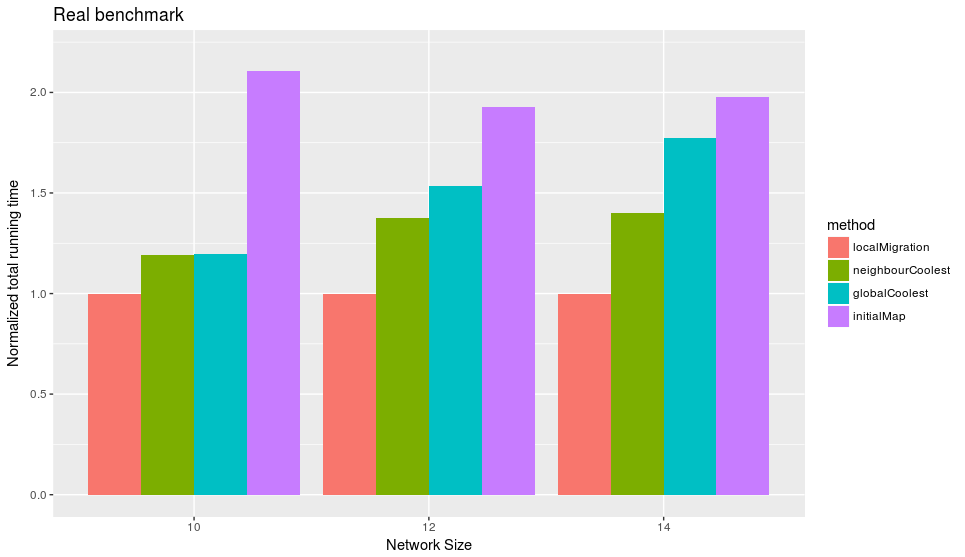 Real benchmark
Normalized total running time
2.0
1.5
1.0
0.5
0.0
10
12
14
Network Size
method
localMigration
neighbourCoolest
globalCoolest
initialMap